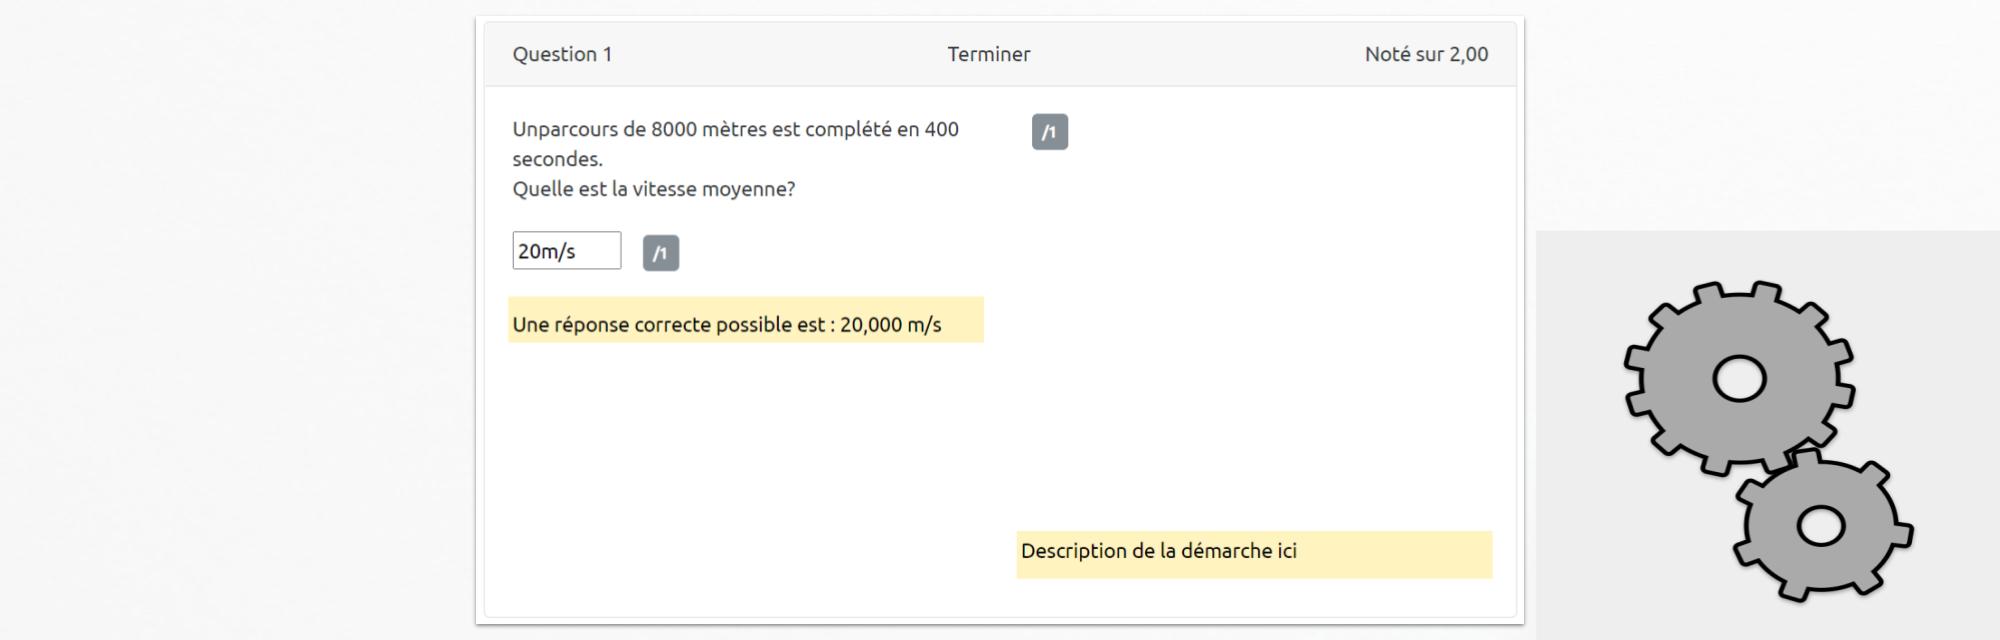 Question 1 Terminer Noté sur 2,00
Unparcours de 8000 mètres est complété en 400
secondes.
Quelle est la vitesse moyenne?
/1
20m/s /1
Une réponse correcte possible est : 20,000 m/s
Description de la démarche ici